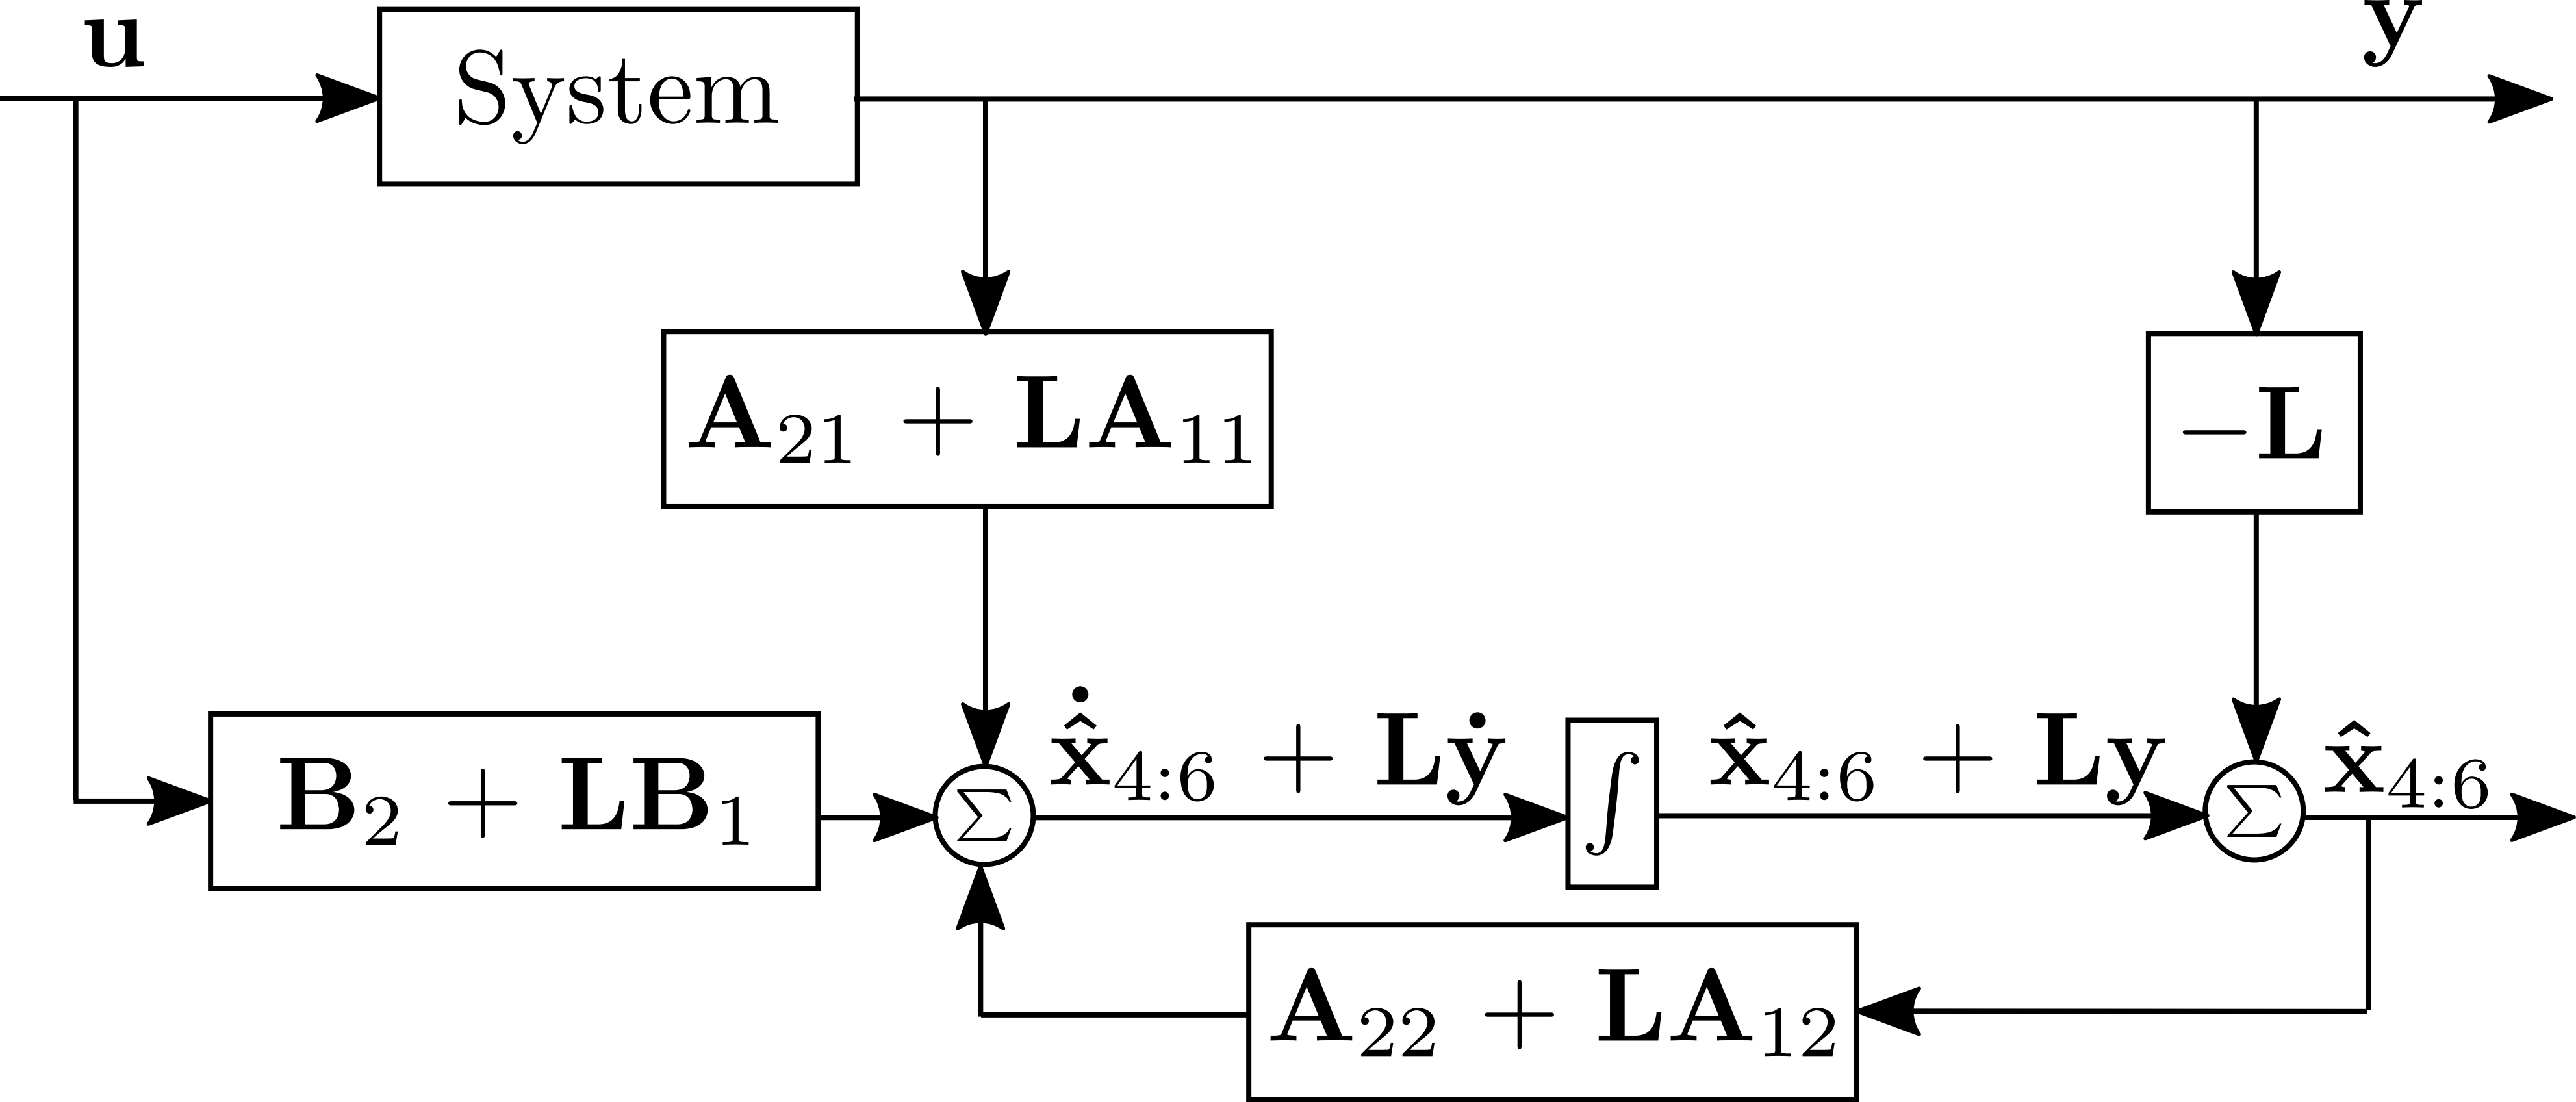 u
y
System
A₂₁ + LA₁₁
−L
B₂ + LB₁
Σ
x̂̇₄:₆ + Lẏ
∫
x̂₄:₆ + Ly
Σ
x̂₄:₆
A₂₂ + LA₁₂